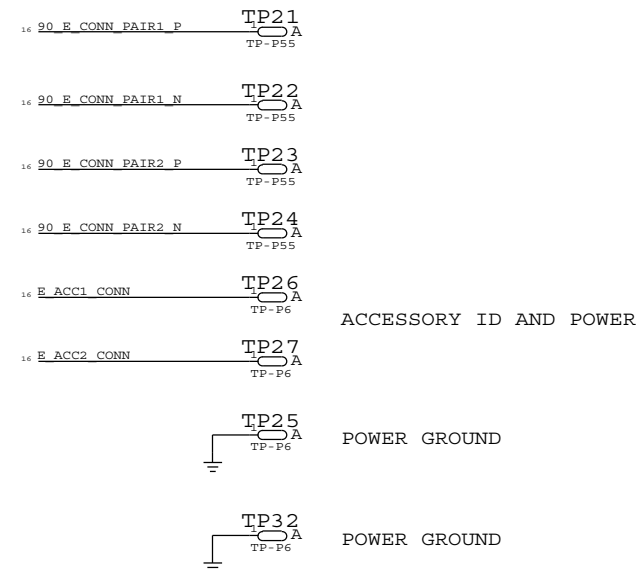 TP21
16 90_E_CONN_PAIR1_P 1 A
TP-P55
TP22
16 90_E_CONN_PAIR1_N 1 A
TP-P55
TP23
16 90_E_CONN_PAIR2_P 1 A
TP-P55
TP24
16 90_E_CONN_PAIR2_N 1 A
TP-P55
TP26
16 E_ACC1_CONN 1 A
TP-P6
ACCESSORY ID AND POWER
TP27
16 E_ACC2_CONN 1 A
TP-P6
TP25
1 A
TP-P6
POWER GROUND
TP32
1 A
TP-P6
POWER GROUND